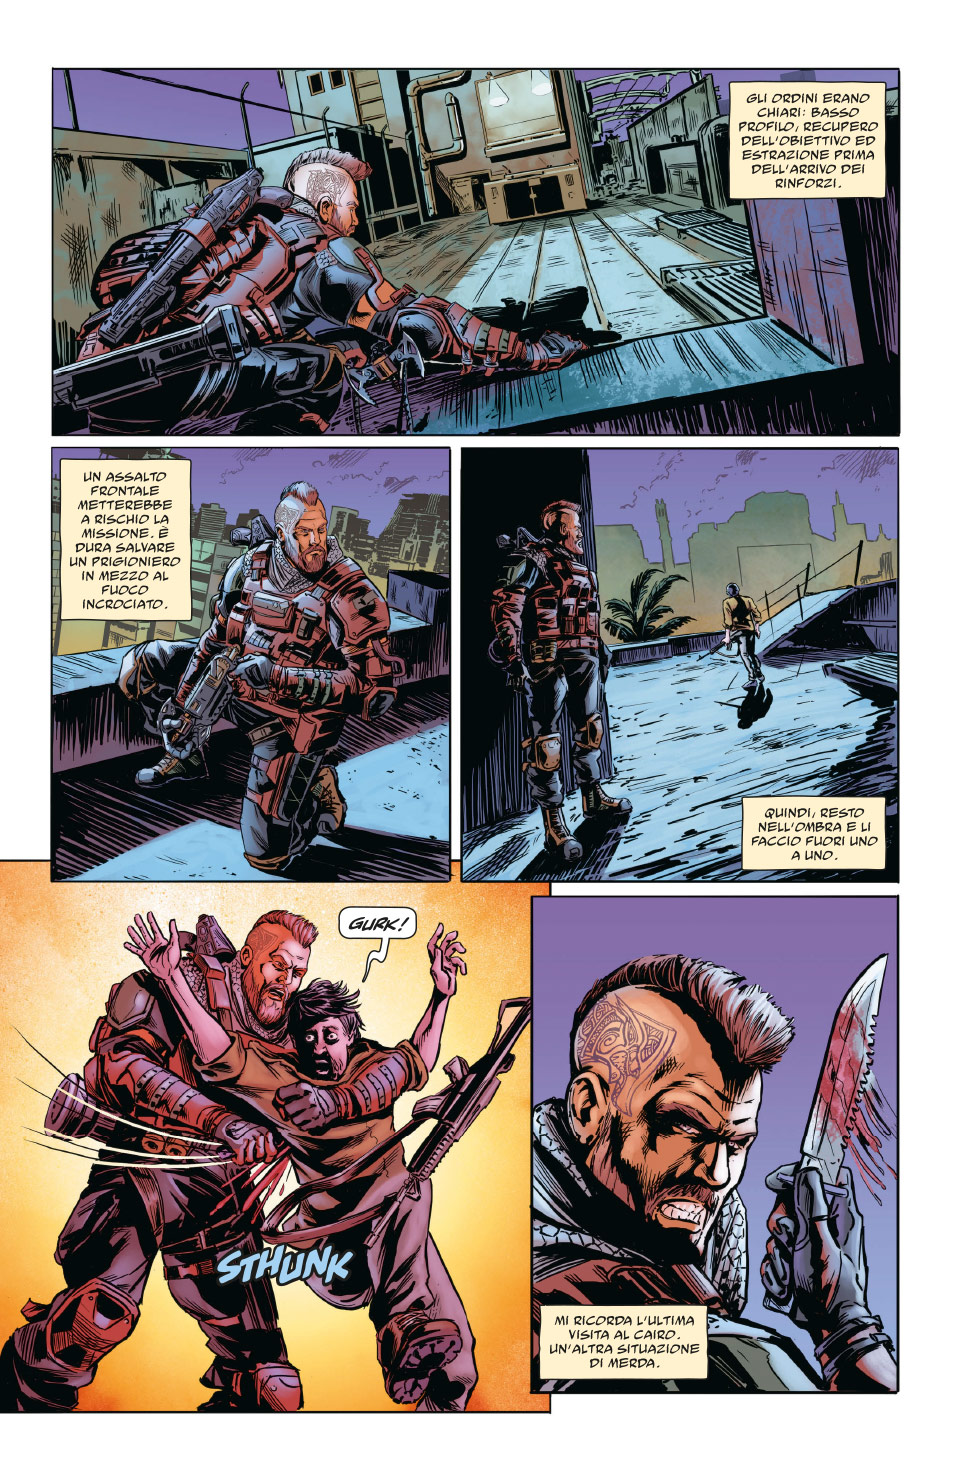 GLI ORDINI ERANO
CHIARI: BASSO
PROFILO, RECUPERO
DELL'OBIETTIVO ED
ESTRAZIONE PRIMA
DELL'ARRIVO DEI
RINFORZI.
UN ASSALTO
FRONTALE
METTEREBBE
A RISCHIO LA
MISSIONE. È
DURA SALVARE
UN PRIGIONIERO
IN MEZZO AL
FUOCO
INCROCIATO.
QUINDI, RESTO
NELL'OMBRA E LI
FACCIO FUORI UNO
A UNO.
GURK!
STHUNK
MI RICORDA L'ULTIMA
VISITA AL CAIRO.
UN'ALTRA SITUAZIONE
DI MERDA.